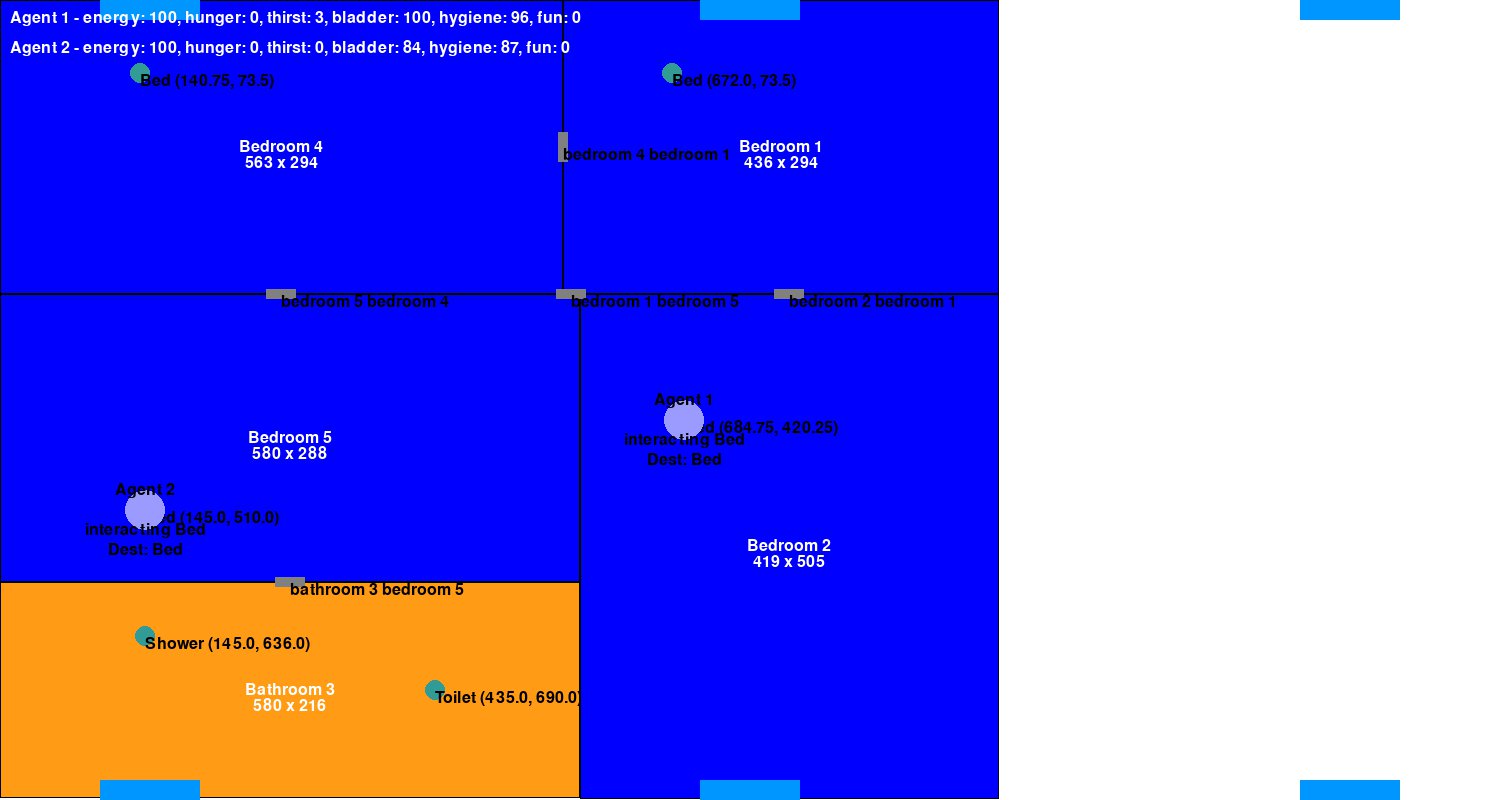 Agent 1 - energy: 100, hunger: 0, thirst: 3, bladder: 100, hygiene: 96, fun: 0
Agent 2 - energy: 100, hunger: 0, thirst: 0, bladder: 84, hygiene: 87, fun: 0
Bed (140.75, 73.5)
Bed (672.0, 73.5)
Bedroom 4
563 x 294
bedroom 4 bedroom 1
Bedroom 1
436 x 294
bedroom 5 bedroom 4
bedroom 1 bedroom 5
bedroom 2 bedroom 1
Agent 1
(684.75, 420.25)
interacting Bed
Dest: Bed
Bedroom 5
580 x 288
Agent 2
(145.0, 510.0)
interacting Bed
Dest: Bed
Bedroom 2
419 x 505
bathroom 3 bedroom 5
Shower (145.0, 636.0)
Bathroom 3
580 x 216
Toilet (435.0, 690.0)